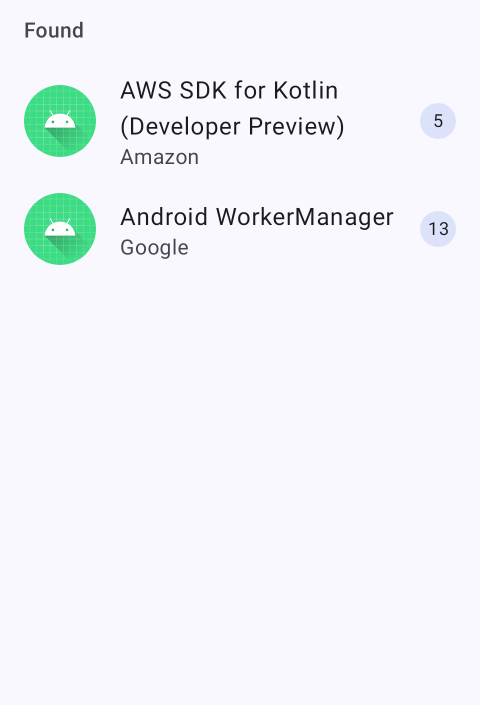 Found
AWS SDK for Kotlin
(Developer Preview)
Amazon
5
Android WorkerManager
Google
13